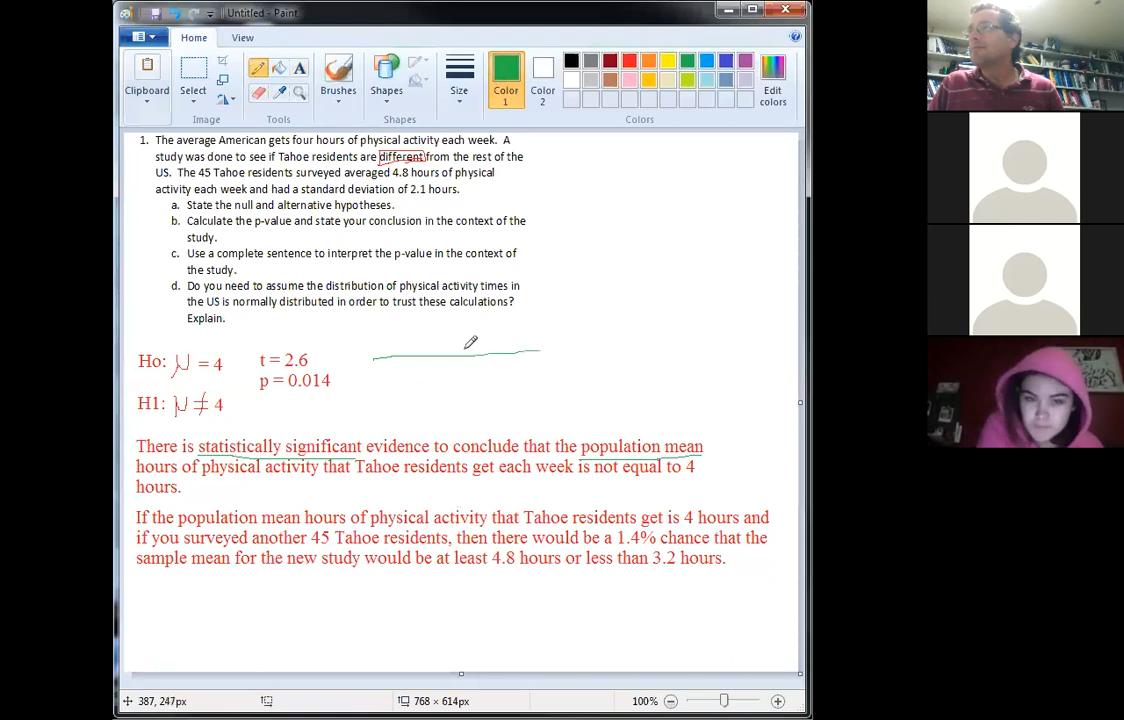 Untitled - Paint
Home
View
Clipboard
Select
Image
Tools
Brushes
Shapes
Shapes
Size
Color
1
Color
2
Edit
colors
Colors
1. The average American gets four hours of physical activity each week. A
study was done to see if Tahoe residents are different from the rest of the
US. The 45 Tahoe residents surveyed averaged 4.8 hours of physical
activity each week and had a standard deviation of 2.1 hours.
a. State the null and alternative hypotheses.
b. Calculate the p-value and state your conclusion in the context of the
study.
c. Use a complete sentence to interpret the p-value in the context of
the study.
d. Do you need to assume the distribution of physical activity times in
the US is normally distributed in order to trust these calculations?
Explain.
Ho: μ = 4
t = 2.6
p = 0.014
H1: μ ≠ 4
There is statistically significant evidence to conclude that the population mean
hours of physical activity that Tahoe residents get each week is not equal to 4
hours.
If the population mean hours of physical activity that Tahoe residents get is 4 hours and
if you surveyed another 45 Tahoe residents, then there would be a 1.4% chance that the
sample mean for the new study would be at least 4.8 hours or less than 3.2 hours.
387, 247px
768 × 614px
100%